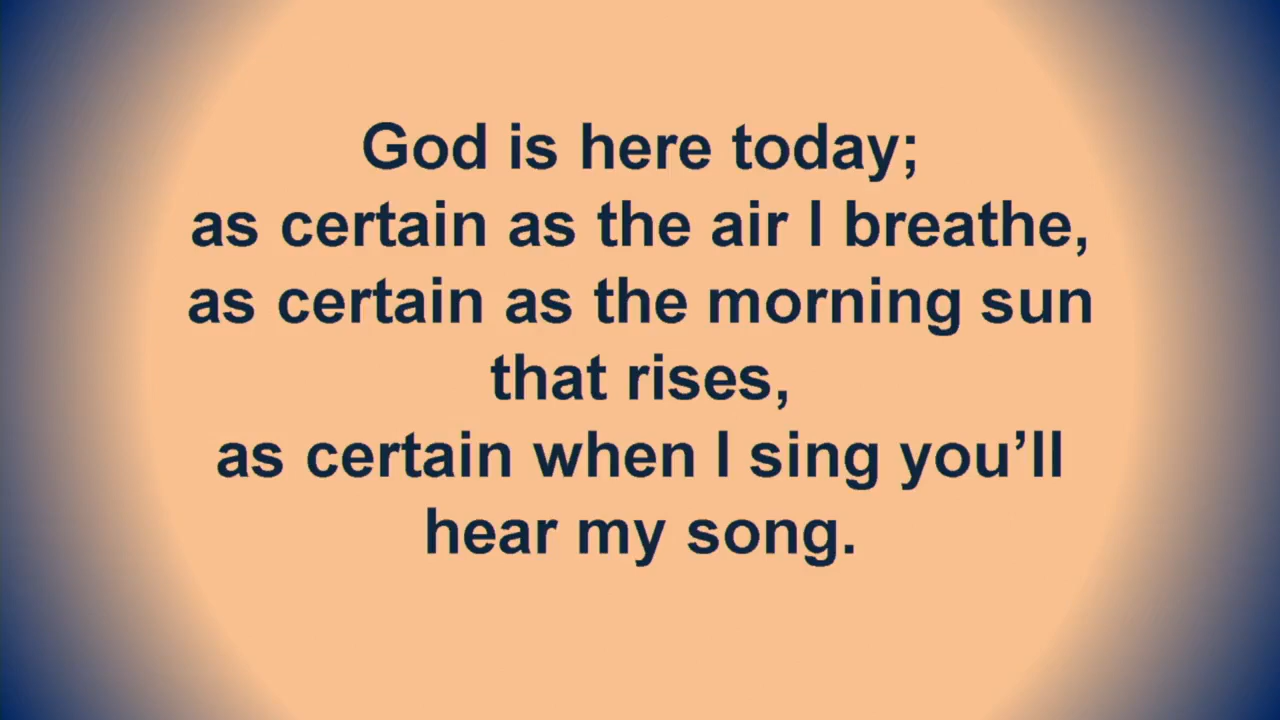 God is here today;
as certain as the air I breathe,
as certain as the morning sun
that rises,
as certain when I sing you’ll
hear my song.